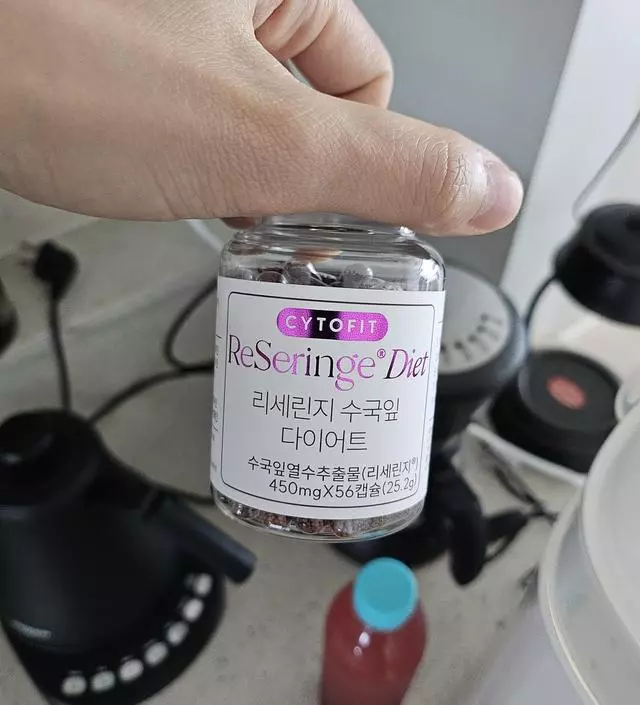 CYTOFIT
ReSeringe® Diet
리세린지 수국잎
다이어트
수국잎열수추출물(리세린지®)
450mgX56캡슐(25.2g)